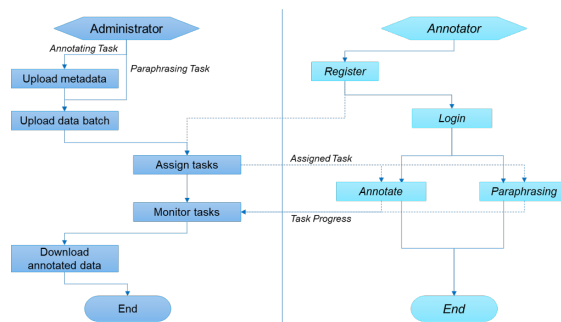 Administrator
Annotator
Annotating Task
Paraphrasing Task
Register
Upload metadata
Upload data batch
Login
Assign tasks
Assigned Task
Annotate
Paraphrasing
Monitor tasks
Task Progress
Download
annotated data
End
End